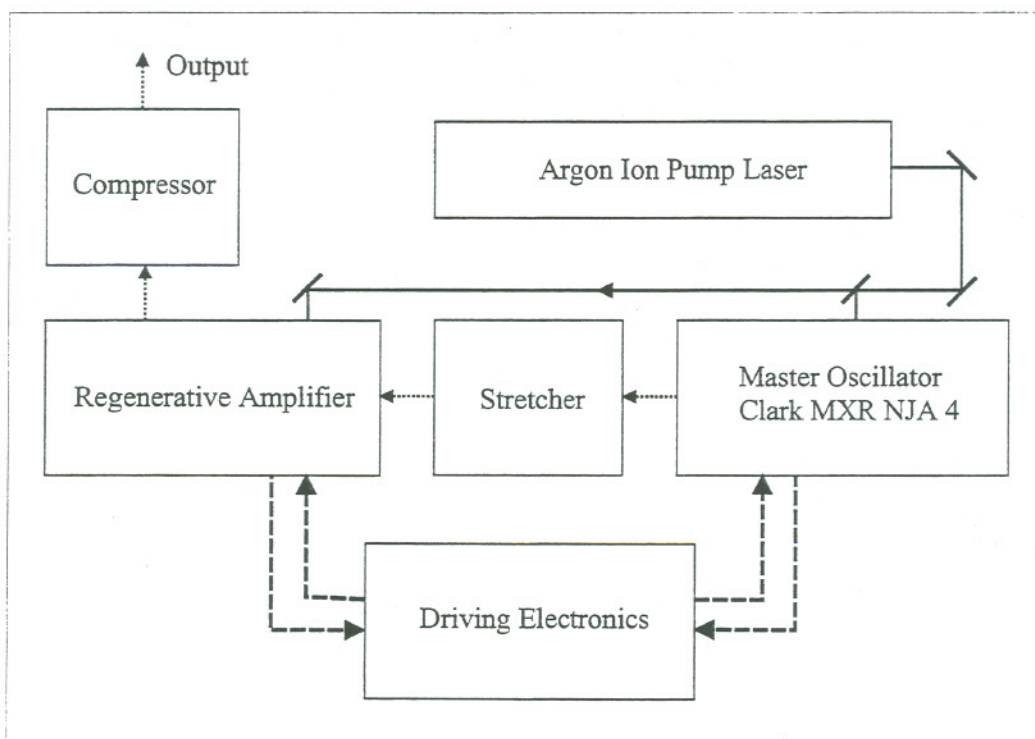 Output
Compressor
Argon Ion Pump Laser
Regenerative Amplifier
Stretcher
Master Oscillator
Clark MXR NJA 4
Driving Electronics